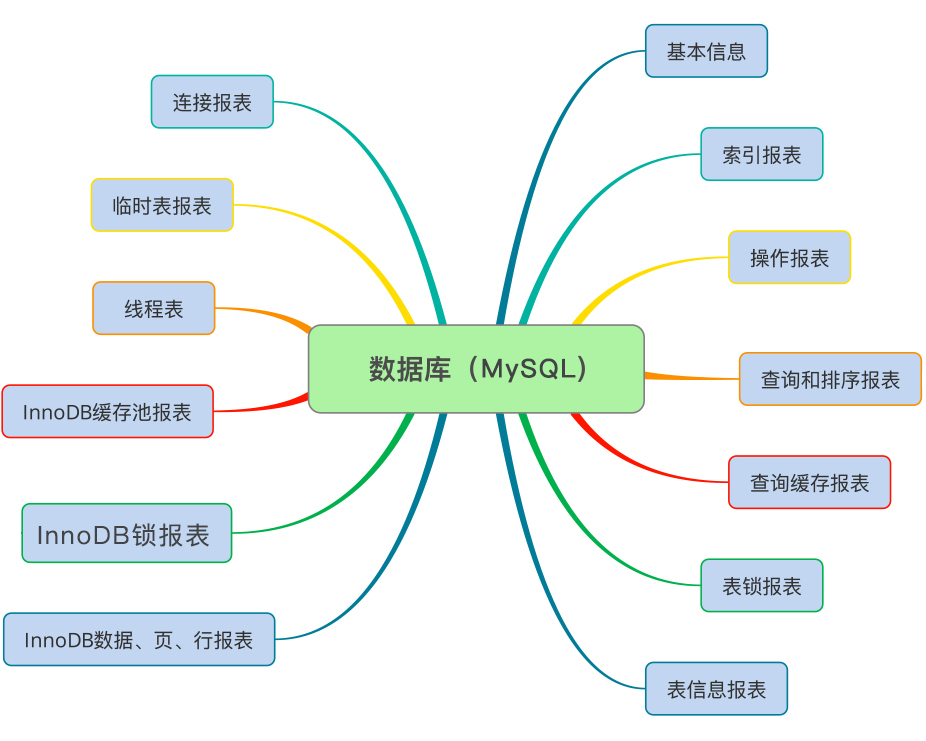 基本信息
连接报表
索引报表
临时表报表
操作报表
线程表
数据库（MySQL）
查询和排序报表
InnoDB缓存池报表
查询缓存报表
InnoDB锁报表
表锁报表
InnoDB数据、页、行报表
表信息报表